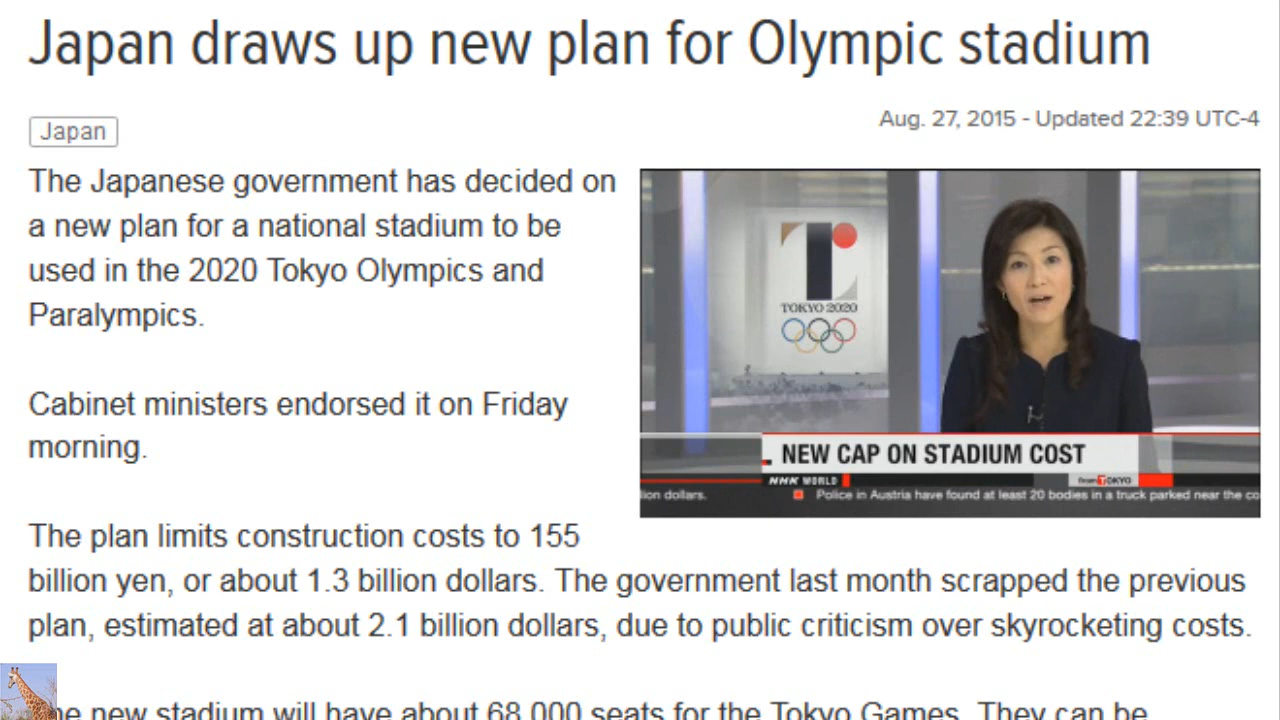 Japan draws up new plan for Olympic stadium
Japan
Aug. 27, 2015 - Updated 22:39 UTC-4
The Japanese government has decided on
a new plan for a national stadium to be
used in the 2020 Tokyo Olympics and
Paralympics.
TOKYO 2020
NEW CAP ON STADIUM COST
NHK WORLD
from TOKYO
lion dollars.
Police in Austria have found at least 20 bodies in a truck parked near the co
Cabinet ministers endorsed it on Friday
morning.
The plan limits construction costs to 155
billion yen, or about 1.3 billion dollars. The government last month scrapped the previous
plan, estimated at about 2.1 billion dollars, due to public criticism over skyrocketing costs.
he new stadium will have about 68,000 seats for the Tokyo Games. They can be